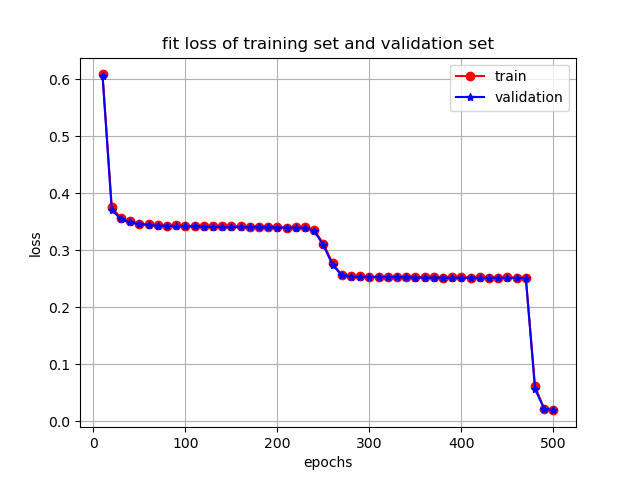 fit loss of training set and validation set
train
validation
loss
0.6
0.5
0.4
0.3
0.2
0.1
0.0
0
100
200
300
400
500
epochs